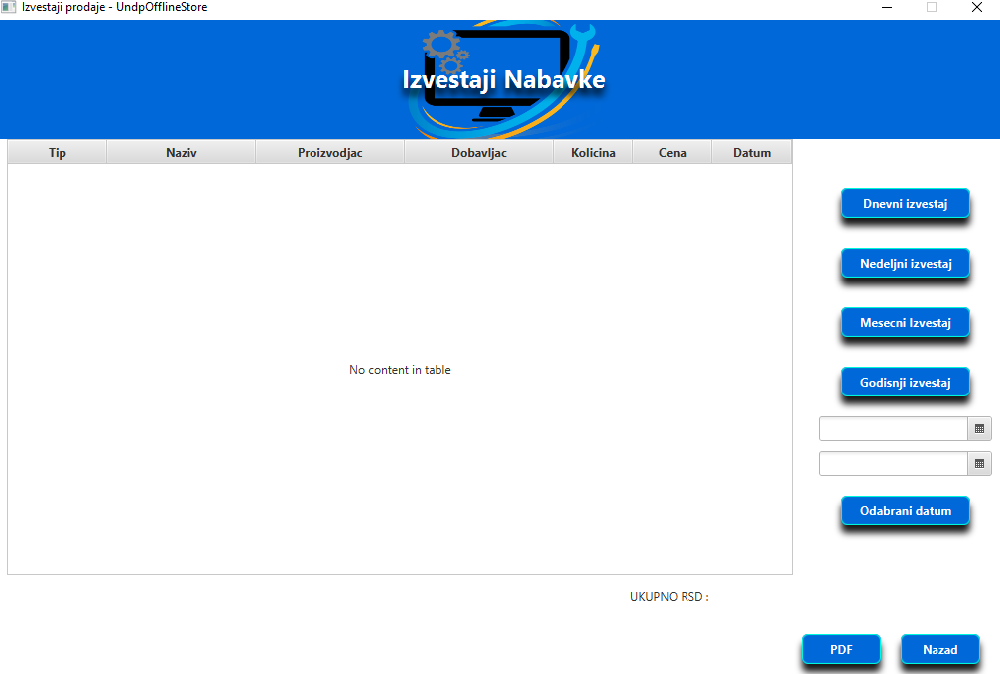 Izvestaji prodaje - UndpOfflineStore
Izvestaji Nabavke
Tip Naziv Proizvodjac Dobavljac Kolicina Cena Datum
Dnevni izvestaj
Nedeljni izvestaj
Mesecni Izvestaj
No content in table
Godisnji izvestaj
Odabrani datum
UKUPNO RSD :
PDF Nazad